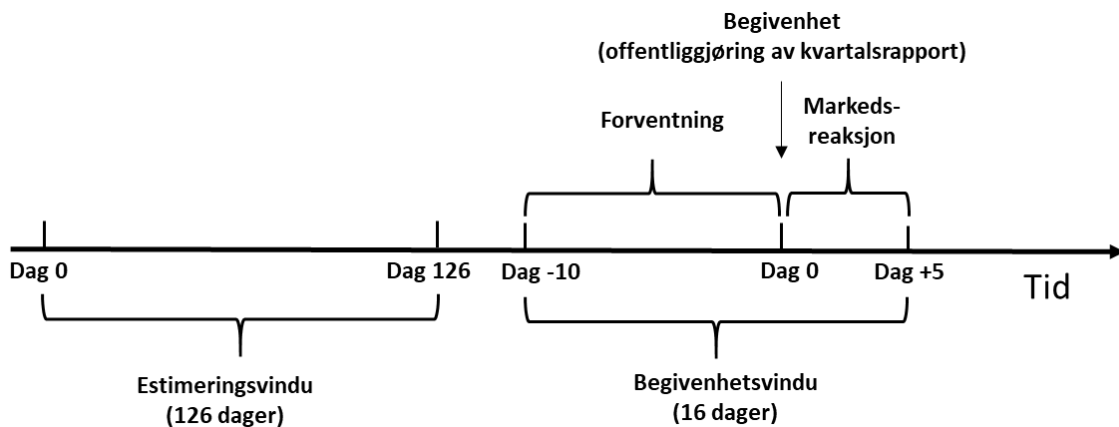 Begivenhet
(offentliggjøring av kvartalsrapport)
Forventning
Markeds-
reaksjon
Dag 0
Dag 126
Dag -10
Dag 0
Dag +5
Tid
Estimeringsvindu
(126 dager)
Begivenhetsvindu
(16 dager)